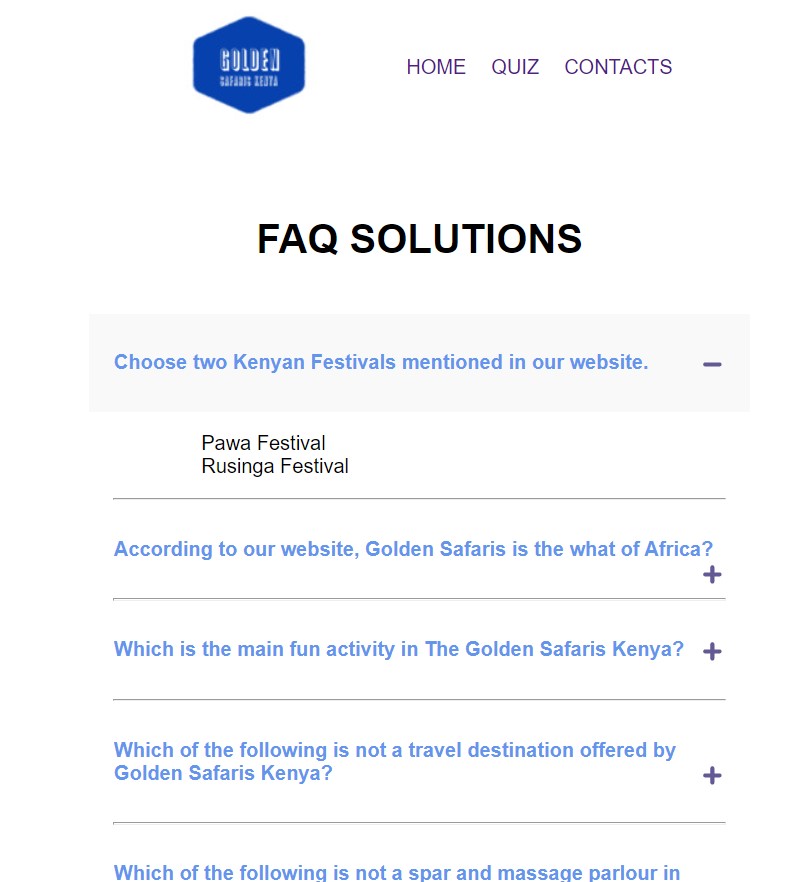 GOLDEN
SAFARIS KENYA
HOME QUIZ CONTACTS
FAQ SOLUTIONS
Choose two Kenyan Festivals mentioned in our website.
Pawa Festival
Rusinga Festival
According to our website, Golden Safaris is the what of Africa?
Which is the main fun activity in The Golden Safaris Kenya?
Which of the following is not a travel destination offered by
Golden Safaris Kenya?
Which of the following is not a spar and massage parlour in